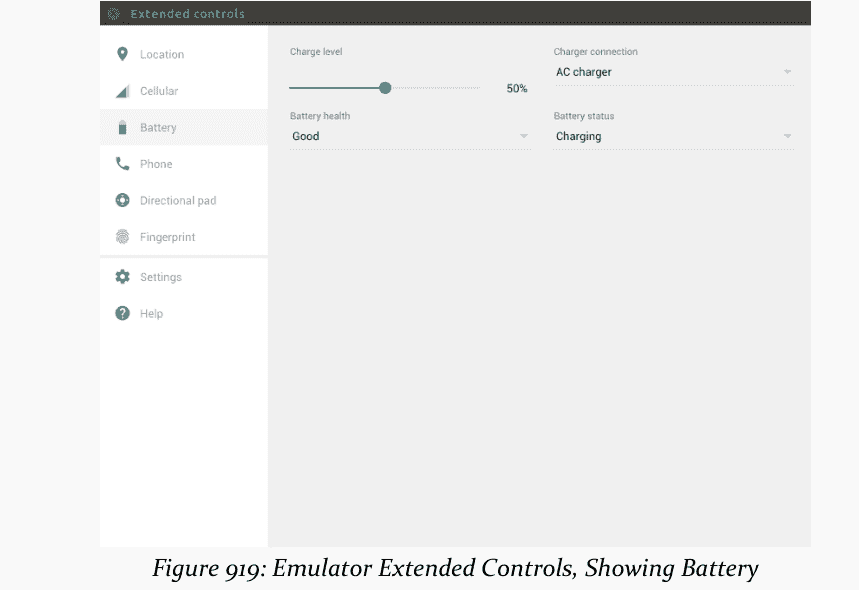 Extended controls
Location
Cellular
Battery
Phone
Directional pad
Fingerprint
Settings
Help
Charge level
50%
Charger connection
AC charger
Battery health
Good
Battery status
Charging
Figure 919: Emulator Extended Controls, Showing Battery